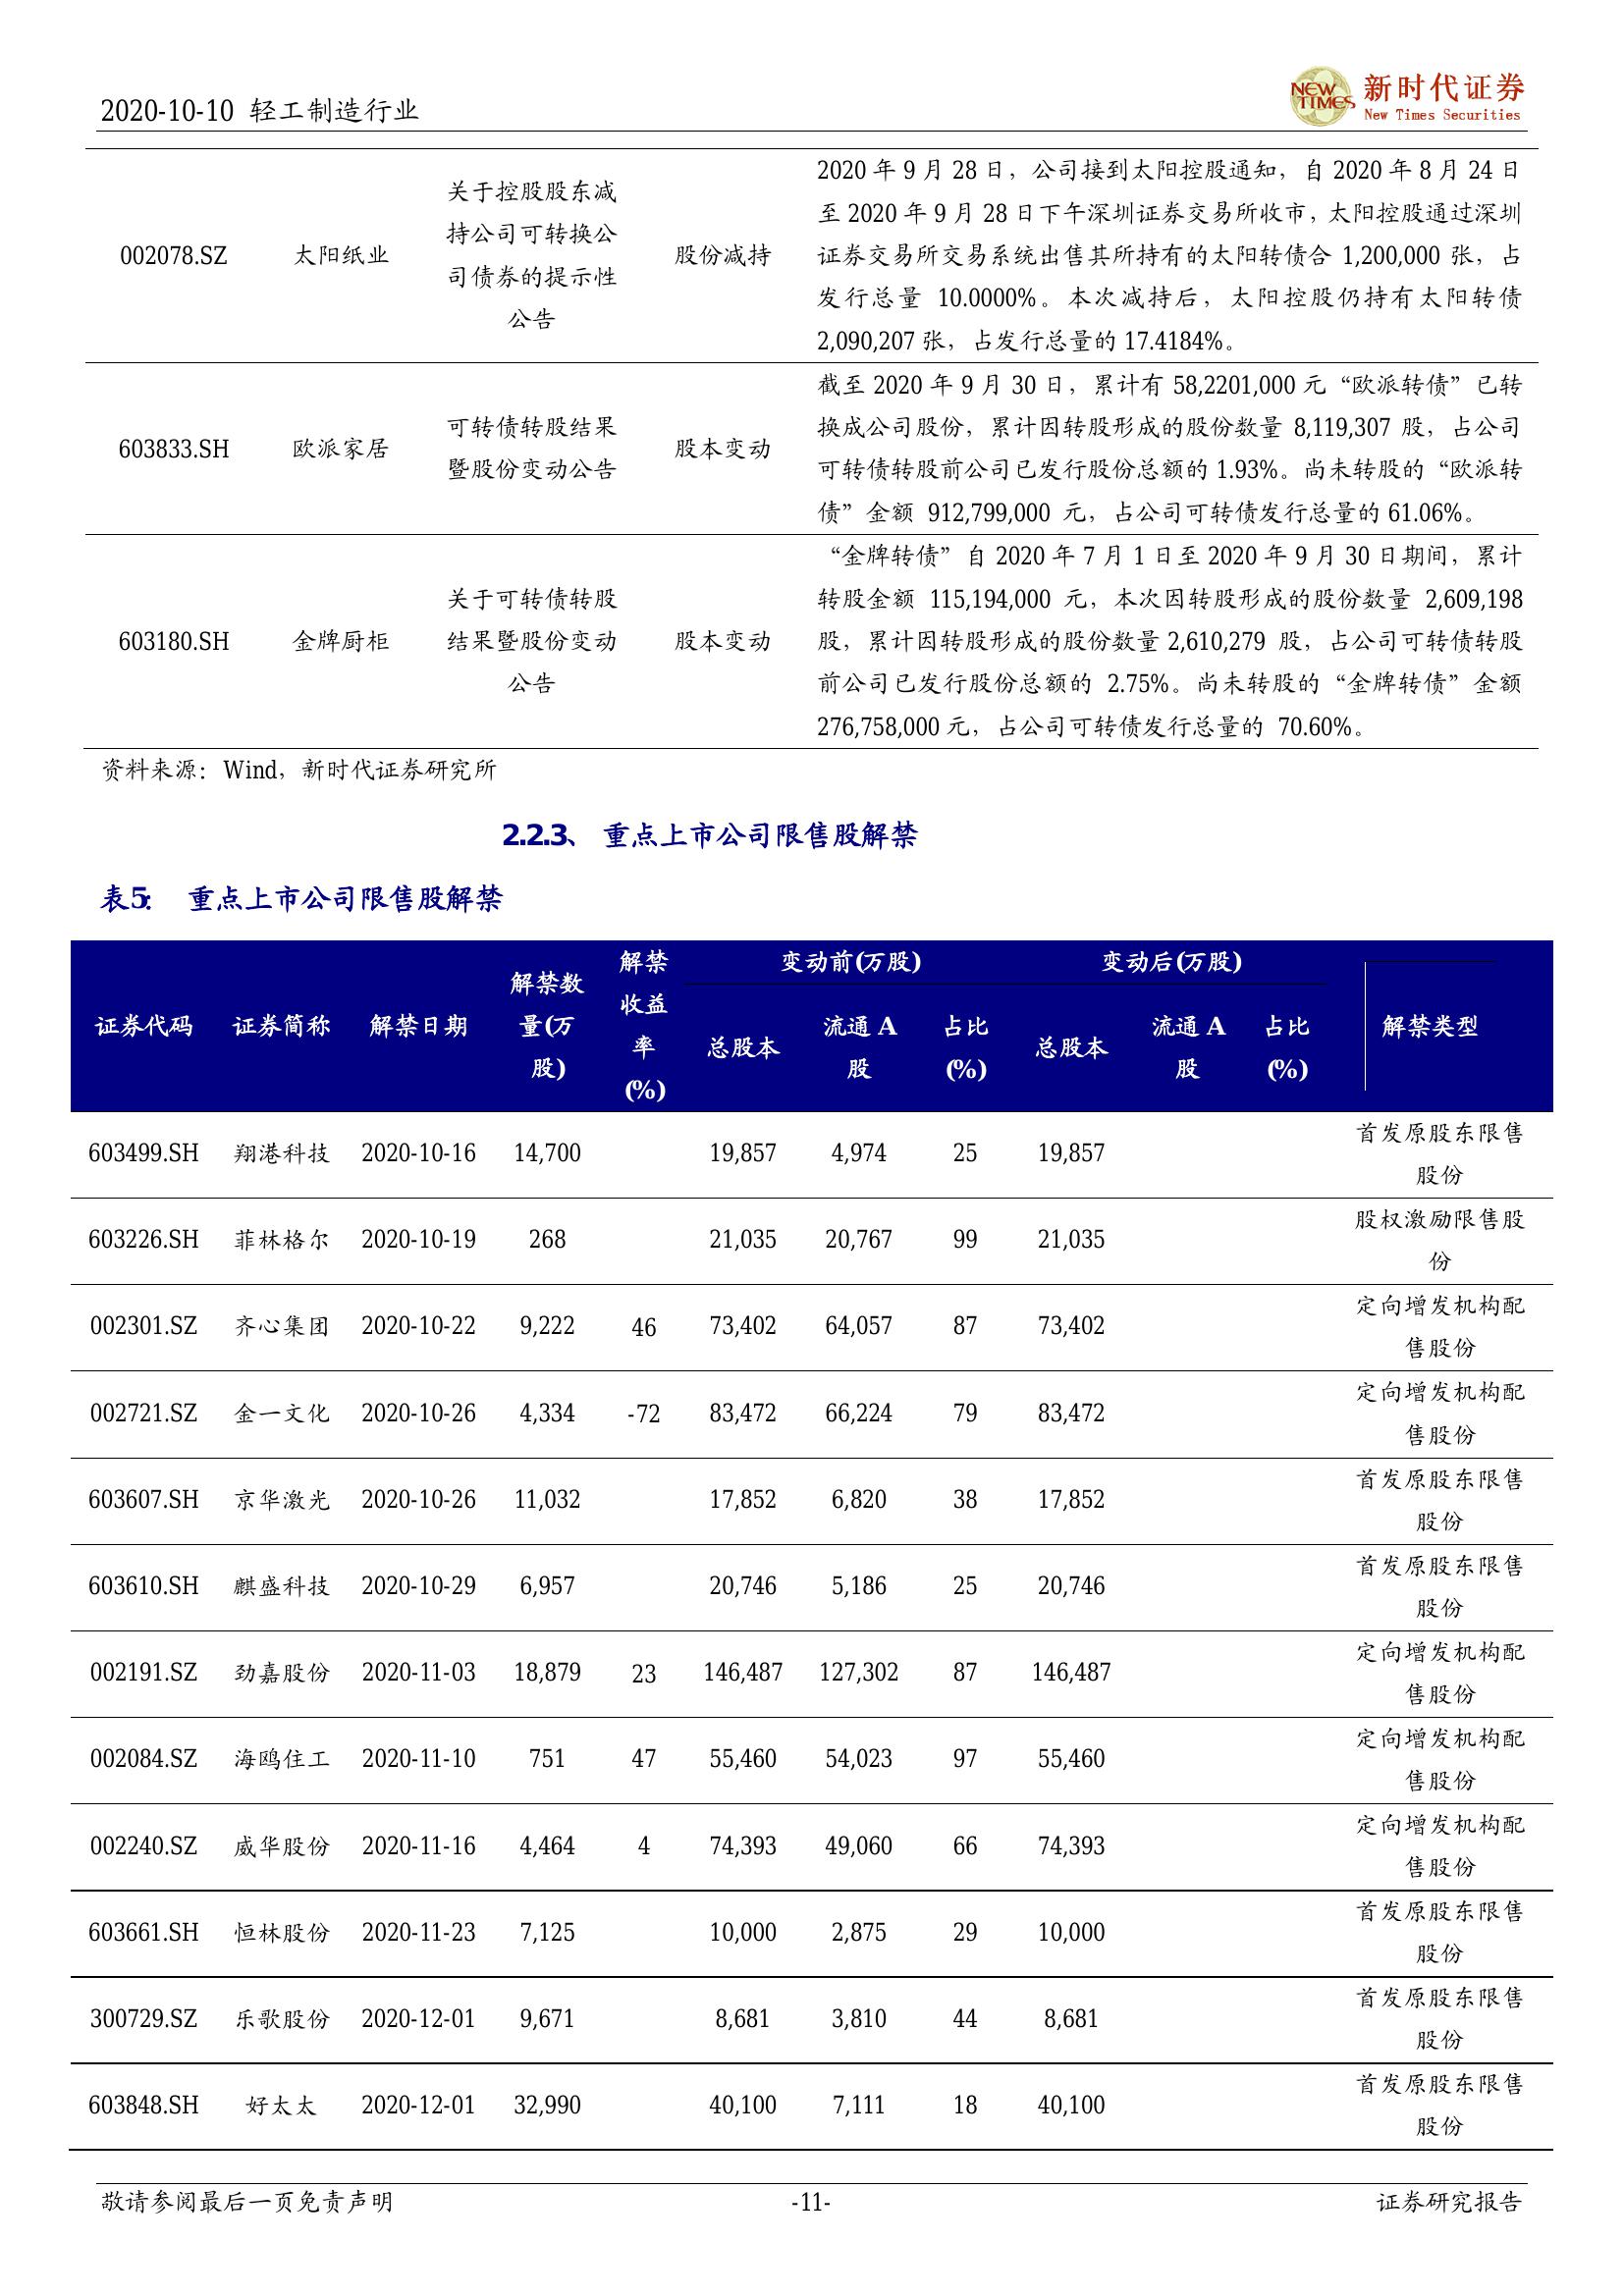 2020-10-10 轻工制造行业
NEW TIMES
新时代证券
New Times Securities
002078.SZ 太阳纸业 关于控股股东减持公司可转换公司债券的提示性公告 股份减持
2020 年 9 月 28 日，公司接到太阳控股通知，自 2020 年 8 月 24 日
至 2020 年 9 月 28 日下午深圳证券交易所收市，太阳控股通过深圳
证券交易所交易系统出售其所持有的太阳转债合 1,200,000 张，占
发行总量 10.0000%。本次减持后，太阳控股仍持有太阳转债
2,090,207 张，占发行总量的 17.4184%。
603833.SH 欧派家居 可转债转股结果暨股份变动公告 股本变动
截至 2020 年 9 月 30 日，累计有 58,2201,000 元“欧派转债”已转
换成公司股份，累计因转股形成的股份数量 8,119,307 股，占公司
可转债转股前公司已发行股份总额的 1.93%。尚未转股的“欧派转
债”金额 912,799,000 元，占公司可转债发行总量的 61.06%。
603180.SH 金牌厨柜 关于可转债转股结果暨股份变动公告 股本变动
“金牌转债”自 2020 年 7 月 1 日至 2020 年 9 月 30 日期间，累计
转股金额 115,194,000 元，本次因转股形成的股份数量 2,609,198
股，累计因转股形成的股份数量 2,610,279 股，占公司可转债转股
前公司已发行股份总额的 2.75%。尚未转股的“金牌转债”金额
276,758,000 元，占公司可转债发行总量的 70.60%。
资料来源：Wind，新时代证券研究所
2.2.3、 重点上市公司限售股解禁
表5： 重点上市公司限售股解禁
证券代码 证券简称 解禁日期 解禁数量(万股) 解禁收益率(%) 变动前(万股) 变动后(万股) 解禁类型
总股本 流通 A 股 占比(%) 总股本 流通 A 股 占比(%)
603499.SH 翔港科技 2020-10-16 14,700 19,857 4,974 25 19,857 首发原股东限售股份
603226.SH 菲林格尔 2020-10-19 268 21,035 20,767 99 21,035 股权激励限售股份
002301.SZ 齐心集团 2020-10-22 9,222 46 73,402 64,057 87 73,402 定向增发机构配售股份
002721.SZ 金一文化 2020-10-26 4,334 -72 83,472 66,224 79 83,472 定向增发机构配售股份
603607.SH 京华激光 2020-10-26 11,032 17,852 6,820 38 17,852 首发原股东限售股份
603610.SH 麒盛科技 2020-10-29 6,957 20,746 5,186 25 20,746 首发原股东限售股份
002191.SZ 劲嘉股份 2020-11-03 18,879 23 146,487 127,302 87 146,487 定向增发机构配售股份
002084.SZ 海鸥住工 2020-11-10 751 47 55,460 54,023 97 55,460 定向增发机构配售股份
002240.SZ 威华股份 2020-11-16 4,464 4 74,393 49,060 66 74,393 定向增发机构配售股份
603661.SH 恒林股份 2020-11-23 7,125 10,000 2,875 29 10,000 首发原股东限售股份
300729.SZ 乐歌股份 2020-12-01 9,671 8,681 3,810 44 8,681 首发原股东限售股份
603848.SH 好太太 2020-12-01 32,990 40,100 7,111 18 40,100 首发原股东限售股份
敬请参阅最后一页免责声明 -11- 证券研究报告